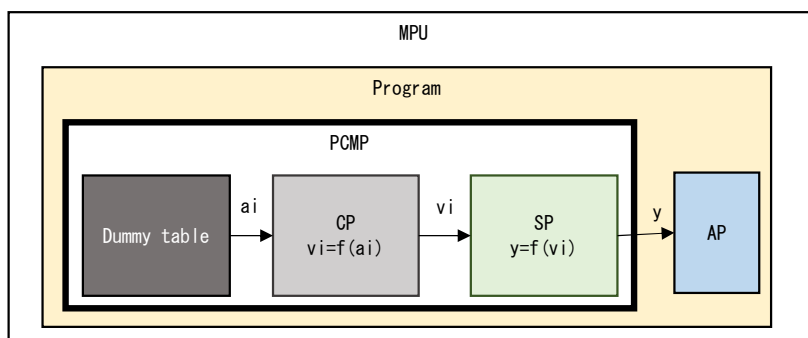 MPU
Program
PCMP
Dummy table
ai
CP
vi=f(ai)
vi
SP
y=f(vi)
y
AP